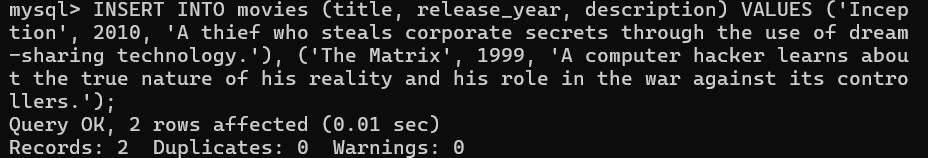 mysql> INSERT INTO movies (title, release_year, description) VALUES ('Incep
tion', 2010, 'A thief who steals corporate secrets through the use of dream
-sharing technology.'), ('The Matrix', 1999, 'A computer hacker learns abou
t the true nature of his reality and his role in the war against its contro
llers.');
Query OK, 2 rows affected (0.01 sec)
Records: 2  Duplicates: 0  Warnings: 0